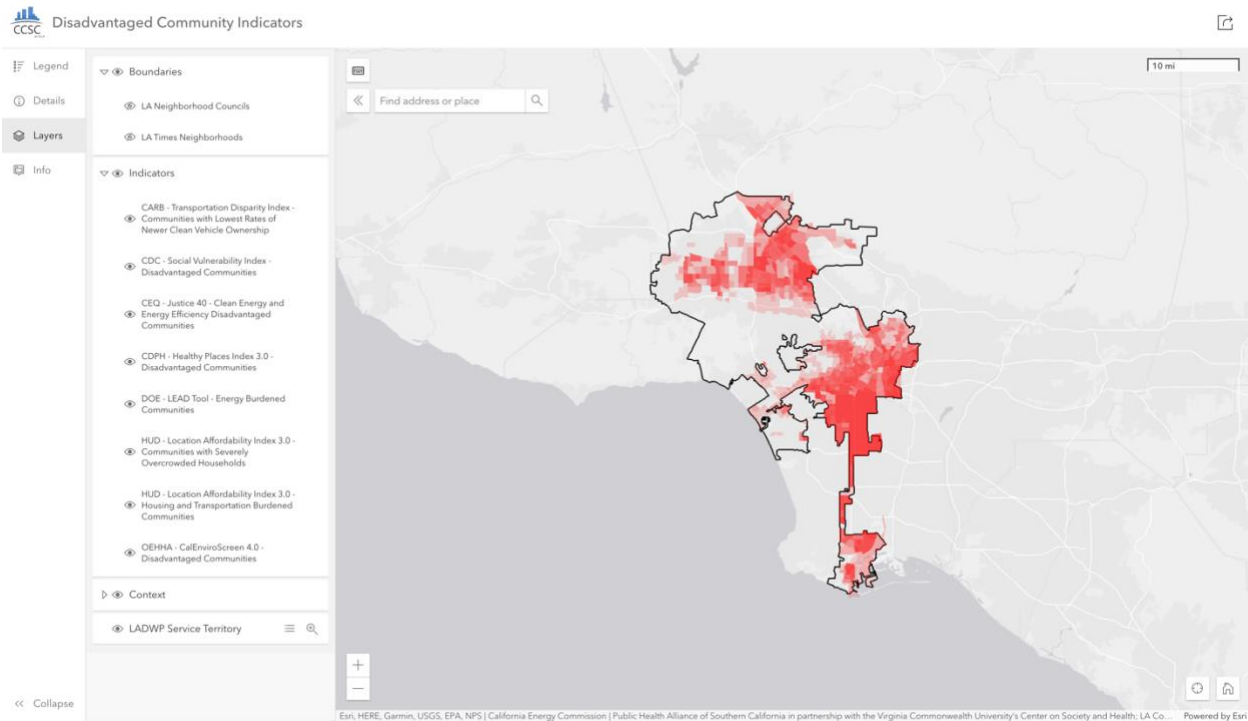 CCSC
Disadvantaged Community Indicators
Legend
Details
Layers
Info
Boundaries
LA Neighborhood Councils
LA Times Neighborhoods
Indicators
CARB - Transportation Disparity Index -
Communities with Lowest Rates of
Newer Clean Vehicle Ownership
CDC - Social Vulnerability Index -
Disadvantaged Communities
CEQ - Justice 40 - Clean Energy and
Energy Efficiency Disadvantaged
Communities
CDPH - Healthy Places Index 3.0 -
Disadvantaged Communities
DOE - LEAD Tool - Energy Burdened
Communities
HUD - Location Affordability Index 3.0 -
Communities with Severely
Overcrowded Households
HUD - Location Affordability Index 3.0 -
Housing and Transportation Burdened
Communities
OEHHA - CalEnviroScreen 4.0 -
Disadvantaged Communities
Context
LADWP Service Territory
Collapse
Find address or place
10 mi
Esri, HERE, Garmin, USGS, EPA, NPS | California Energy Commission | Public Health Alliance of Southern California in partnership with the Virginia Commonwealth University's Center on Society and Health; LA Co... Powered by Esri